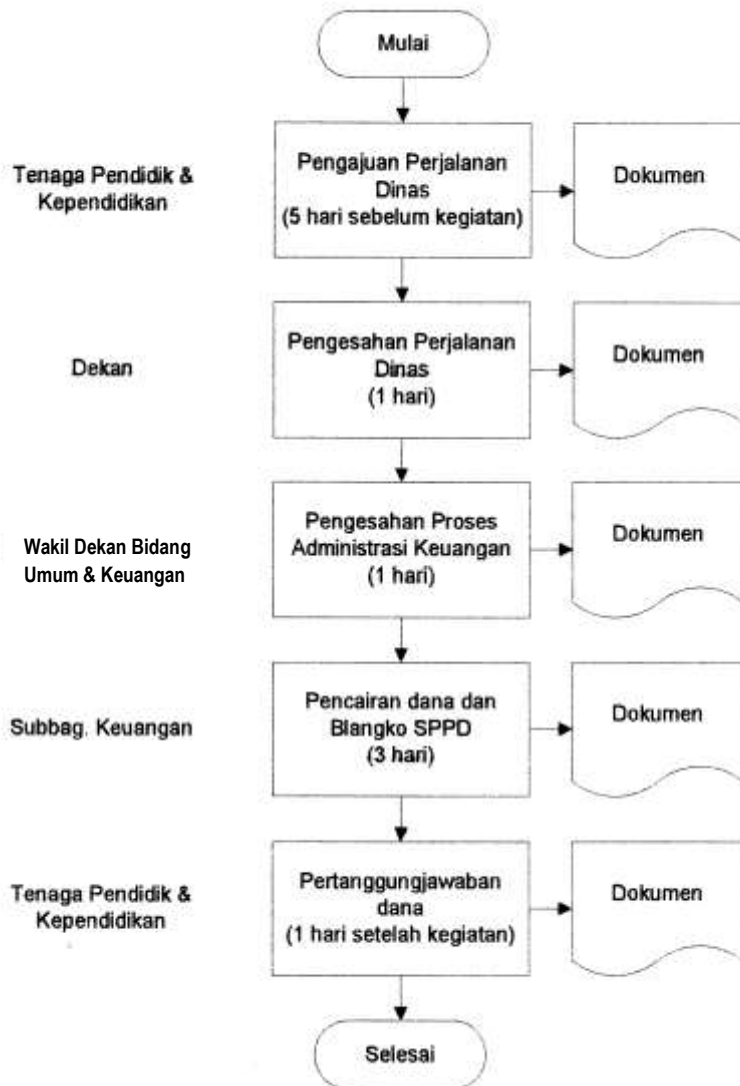 Mulai
Tenaga Pendidik &
Kependidikan
Pengajuan Perjalanan
Dinas
(5 hari sebelum kegiatan)
Dokumen
Dekan
Pengesahan Perjalanan
Dinas
(1 hari)
Dokumen
Wakil Dekan Bidang
Umum & Keuangan
Pengesahan Proses
Administrasi Keuangan
(1 hari)
Dokumen
Subbag. Keuangan
Pencairan dana dan
Blangko SPPD
(3 hari)
Dokumen
Tenaga Pendidik &
Kependidikan
Pertanggungjawaban
dana
(1 hari setelah kegiatan)
Dokumen
Selesai